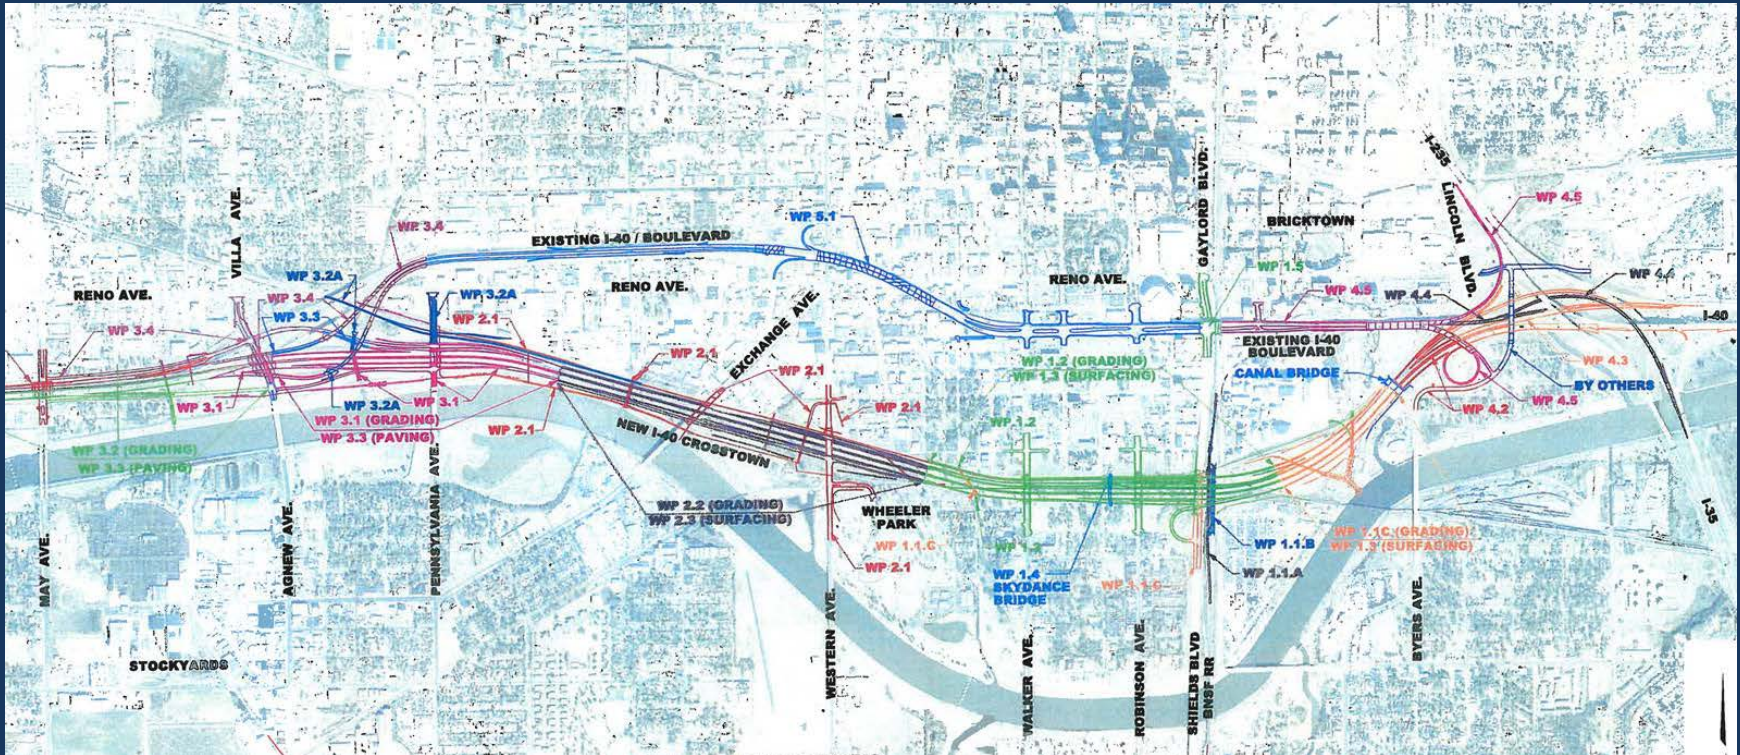 I-235
LINCOLN BLVD.
WP 4.5
GAYLORD BLVD.
BRICKTOWN
VILLA AVE.
WP 3.4
WP 5.1
EXISTING I-40 / BOULEVARD
WP 3.2A
RENO AVE.
WP 3.4
WP 3.3
WP 3.2A
WP 2.1
RENO AVE.
EXCHANGE AVE.
RENO AVE.
WP 1.5
WP 4.5
WP 4.4
WP 4.4
I-40
WP 3.4
WP 2.1
WP 2.1
EXISTING I-40
BOULEVARD
WP 1.2 (GRADING)
WP 1.3 (SURFACING)
CANAL BRIDGE
WP 4.3
BY OTHERS
WP 4.5
WP 4.2
WP 3.1
WP 3.2A
WP 3.1
WP 3.1 (GRADING)
WP 3.3 (PAVING)
WP 2.1
WP 2.1
NEW I-40 CROSSTOWN
WP 1.2
WP 3.2 (GRADING)
WP 3.3 (PAVING)
WP 2.2 (GRADING)
WP 2.3 (SURFACING)
WHEELER
PARK
WP 1.1.C
WP 2.1
WP 1.4
SKYDANCE
BRIDGE
WP 1.1.C
WP 1.1.B
WP 1.1.A
WP 1.1C (GRADING)
WP 1.3 (SURFACING)
I-35
MAY AVE.
AGNEW AVE.
PENNSYLVANIA AVE.
WESTERN AVE.
WALKER AVE.
ROBINSON AVE.
SHIELDS BLVD
BNSF RR
BYERS AVE.
STOCKYARDS